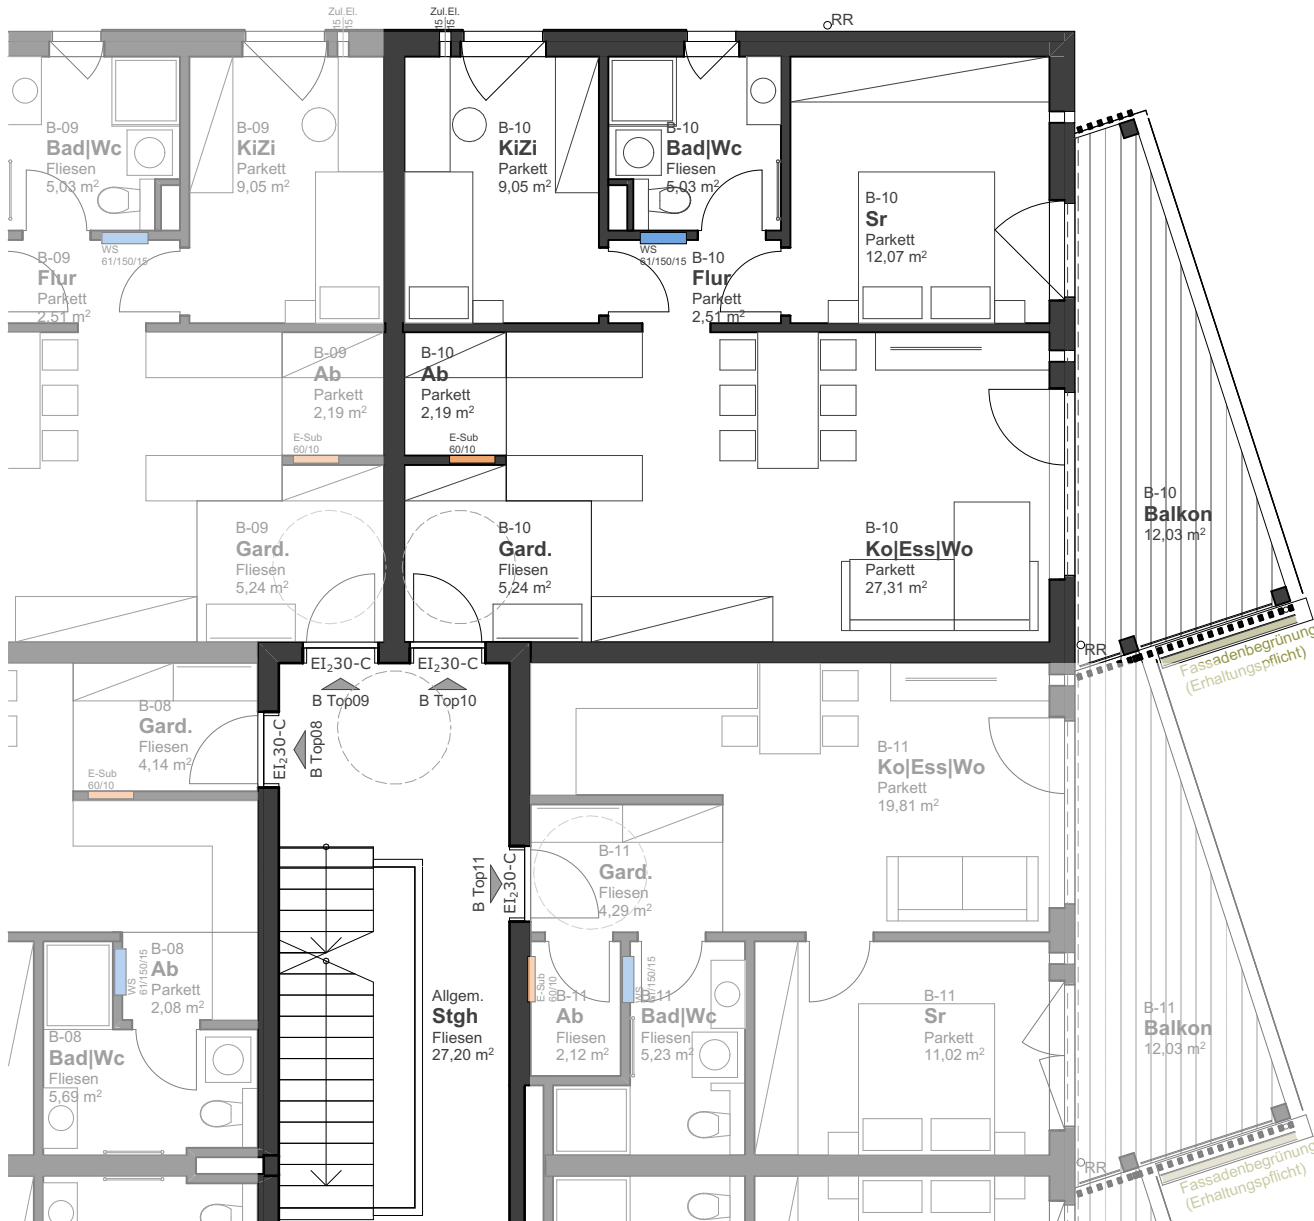 Zul.El.
15 15
Zul.El.
15 15
RR
B-09
Bad|Wc
Fliesen
5,03 m²
B-09
KiZi
Parkett
9,05 m²
B-10
KiZi
Parkett
9,05 m²
B-10
Bad|Wc
Fliesen
5,03 m²
B-10
Sr
Parkett
12,07 m²
WS
61/150/15
WS
61/150/15
B-09
Flur
Parkett
2,51 m²
B-10
Flur
Parkett
2,51 m²
B-09
Ab
Parkett
2,19 m²
B-10
Ab
Parkett
2,19 m²
E-Sub
60/10
E-Sub
60/10
B-09
Gard.
Fliesen
5,24 m²
B-10
Gard.
Fliesen
5,24 m²
B-10
Ko|Ess|Wo
Parkett
27,31 m²
B-10
Balkon
12,03 m²
RR
Fassadenbegrünung
(Erhaltungspflicht)
EI₂30-C
EI₂30-C
B Top09
B Top10
B-08
Gard.
Fliesen
4,14 m²
EI₂30-C
B Top08
E-Sub
60/10
B-11
Ko|Ess|Wo
Parkett
19,81 m²
B-11
Gard.
Fliesen
4,29 m²
B Top11
EI₂30-C
B-08
Ab
Parkett
2,08 m²
WS
61/150/15
Allgem.
Stgh
Fliesen
27,20 m²
E-Sub
60/10
B-11
Ab
Fliesen
2,12 m²
WS
61/150/15
B-11
Bad|Wc
Fliesen
5,23 m²
B-11
Sr
Parkett
11,02 m²
B-11
Balkon
12,03 m²
B-08
Bad|Wc
Fliesen
5,69 m²
RR
Fassadenbegrünung
(Erhaltungspflicht)